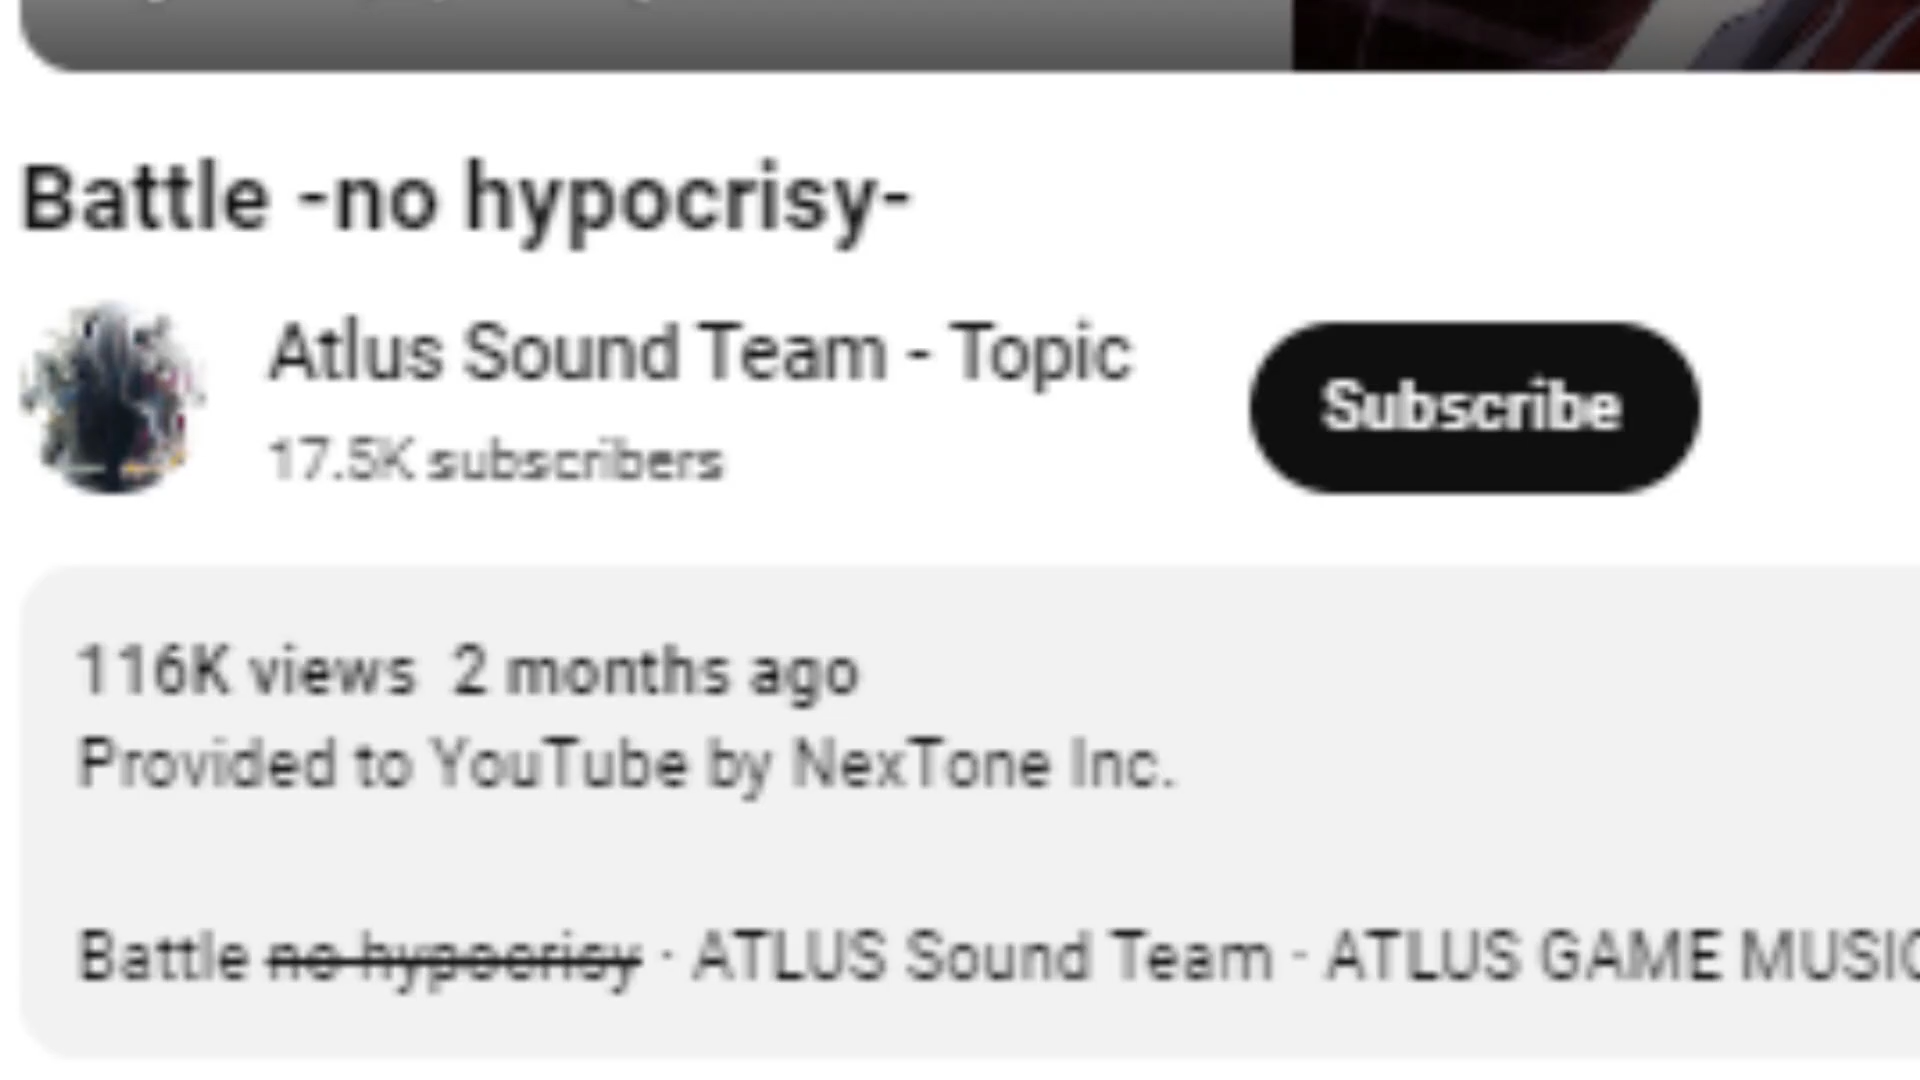 Battle -no hypocrisy-
Atlus Sound Team - Topic
17.5K subscribers
Subscribe
116K views 2 months ago
Provided to YouTube by NexTone Inc.
Battle no hypocrisy · ATLUS Sound Team · ATLUS GAME MUSIC